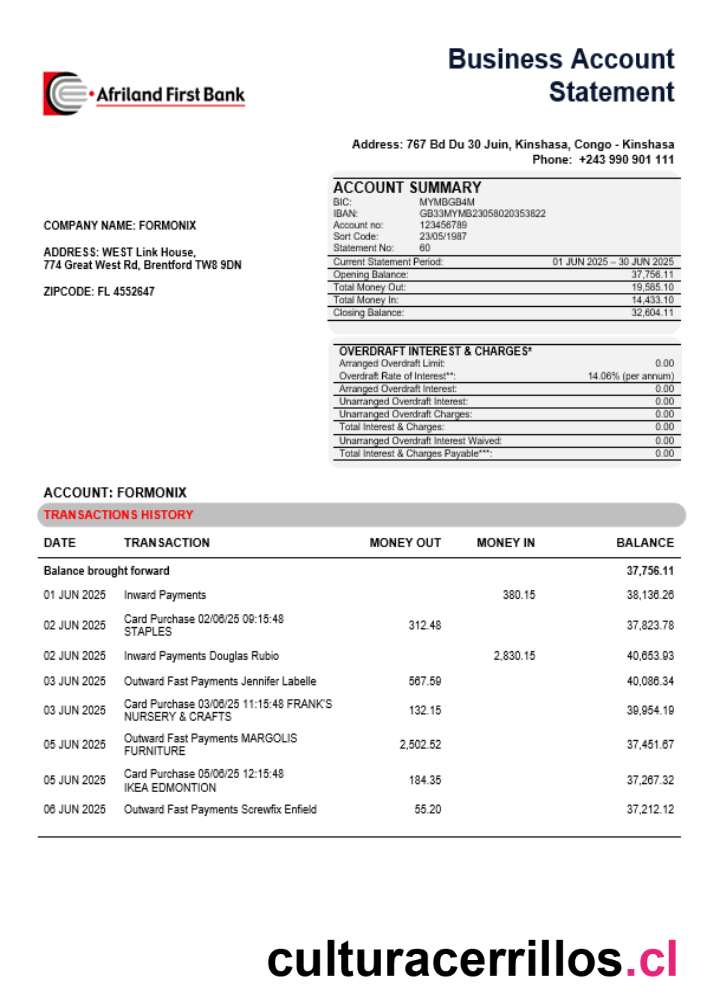 Business Account
Statement
Afriland First Bank
Address: 767 Bd Du 30 Juin, Kinshasa, Congo - Kinshasa
Phone: +243 990 901 111
ACCOUNT SUMMARY
BIC: MYMBGB4M
IBAN: GB33MYMB23058020353822
Account no: 123456789
Sort Code: 23/05/1987
Statement No: 60
Current Statement Period: 01 JUN 2025 – 30 JUN 2025
Opening Balance: 37,756.11
Total Money Out: 19,585.10
Total Money In: 14,433.10
Closing Balance: 32,604.11
COMPANY NAME: FORMONIX
ADDRESS: WEST Link House,
774 Great West Rd, Brentford TW8 9DN
ZIPCODE: FL 4552647
OVERDRAFT INTEREST & CHARGES*
Arranged Overdraft Limit: 0.00
Overdraft Rate of Interest**: 14.06% (per annum)
Arranged Overdraft Interest: 0.00
Unarranged Overdraft Interest: 0.00
Unarranged Overdraft Charges: 0.00
Total Interest & Charges: 0.00
Unarranged Overdraft Interest Waived: 0.00
Total Interest & Charges Payable***: 0.00
ACCOUNT: FORMONIX
TRANSACTIONS HISTORY
DATE TRANSACTION MONEY OUT MONEY IN BALANCE
Balance brought forward 37,756.11
01 JUN 2025 Inward Payments 380.15 38,136.26
02 JUN 2025 Card Purchase 02/06/25 09:15:48
STAPLES 312.48 37,823.78
02 JUN 2025 Inward Payments Douglas Rubio 2,830.15 40,653.93
03 JUN 2025 Outward Fast Payments Jennifer Labelle 567.59 40,086.34
03 JUN 2025 Card Purchase 03/06/25 11:15:48 FRANK'S
NURSERY & CRAFTS 132.15 39,954.19
05 JUN 2025 Outward Fast Payments MARGOLIS
FURNITURE 2,502.52 37,451.67
05 JUN 2025 Card Purchase 05/06/25 12:15:48
IKEA EDMONTION 184.35 37,267.32
06 JUN 2025 Outward Fast Payments Screwfix Enfield 55.20 37,212.12
culturacerrillos.cl